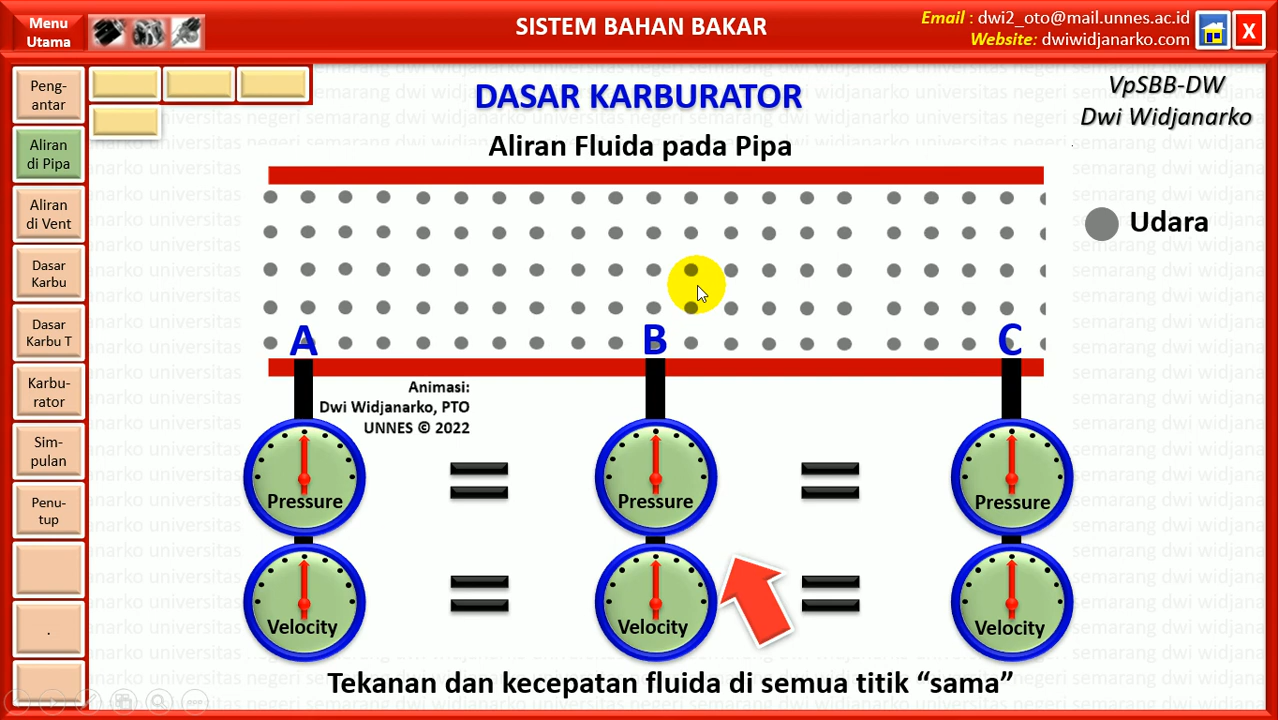 Menu
Utama
SISTEM BAHAN BAKAR
Email : dwi2_oto@mail.unnes.ac.id
Website: dwiwidjanarko.com
X
Peng-
antar
Aliran
di Pipa
Aliran
di Vent
Dasar
Karbu
Dasar
Karbu T
Karbu-
rator
Sim-
pulan
Penu-
tup
.
DASAR KARBURATOR
Aliran Fluida pada Pipa
VpSBB-DW
Dwi Widjanarko
Udara
A
B
C
Animasi:
Dwi Widjanarko, PTO
UNNES © 2022
Pressure
Pressure
Pressure
Velocity
Velocity
Velocity
Tekanan dan kecepatan fluida di semua titik “sama”